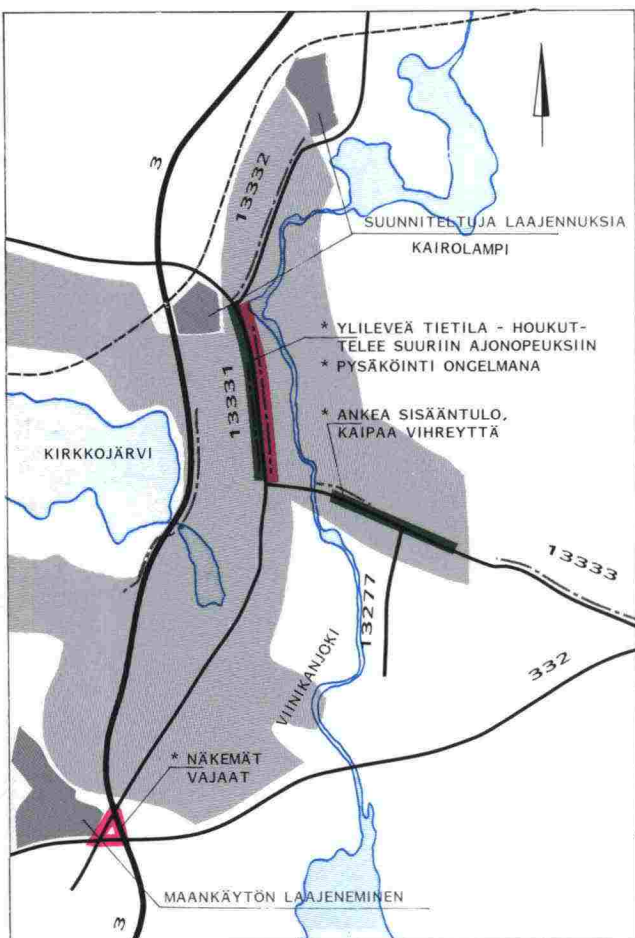 3
13332
SUUNNITELTUJA LAAJENNUKSIA
KAIROLAMPI
* YLILEVEÄ TIETILA - HOUKUT-
TELEE SUURIIN AJONOPEUKSIIN
* PYSÄKÖINTI ONGELMANA
13331
* ANKEA SISÄÄNTULO,
KAIPAA VIHREYTTÄ
KIRKKOJÄRVI
13333
13277
332
VIINIKANJOKI
* NÄKEMÄT
VAJAAT
MAANKÄYTÖN LAAJENEMINEN
3